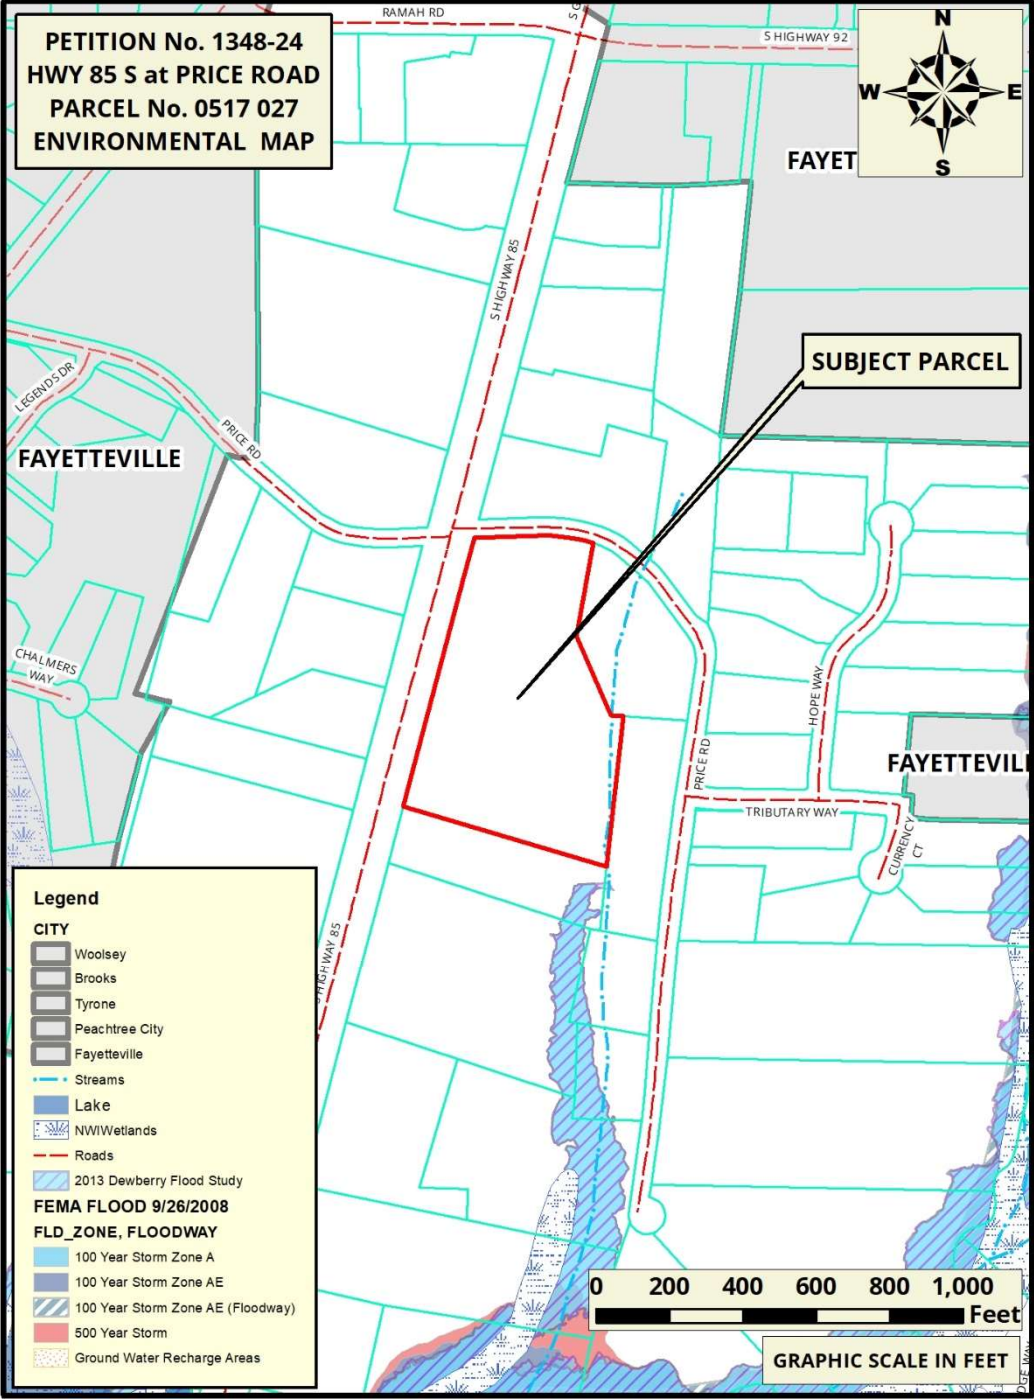 PETITION No. 1348-24
HWY 85 S at PRICE ROAD
PARCEL No. 0517 027
ENVIRONMENTAL MAP
RAMAH RD
S G
S HIGHWAY 92
N
W
E
S
FAYET
S HIGHWAY 85
SUBJECT PARCEL
LEGENDS DR
PRICE RD
FAYETTEVILLE
CHALMERS
WAY
HOPE WAY
PRICE RD
FAYETTEVILL
TRIBUTARY WAY
CURRENCY
CT
S HIGHWAY 85
Legend
CITY
Woolsey
Brooks
Tyrone
Peachtree City
Fayetteville
Streams
Lake
NWIWetlands
Roads
2013 Dewberry Flood Study
FEMA FLOOD 9/26/2008
FLD_ZONE, FLOODWAY
100 Year Storm Zone A
100 Year Storm Zone AE
100 Year Storm Zone AE (Floodway)
500 Year Storm
Ground Water Recharge Areas
0 200 400 600 800 1,000
Feet
GRAPHIC SCALE IN FEET